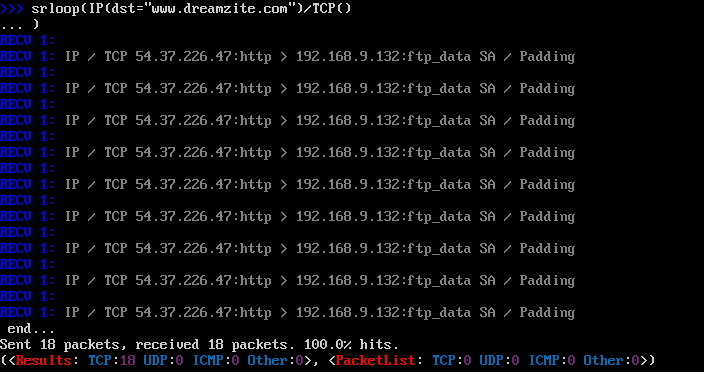 >>> srloop(IP(dst="www.dreamzite.com")/TCP()
... )
RECV 1:
RECV 1: IP / TCP 54.37.226.47:http > 192.168.9.132:ftp_data SA / Padding
RECV 1:
RECV 1: IP / TCP 54.37.226.47:http > 192.168.9.132:ftp_data SA / Padding
RECV 1:
RECV 1: IP / TCP 54.37.226.47:http > 192.168.9.132:ftp_data SA / Padding
RECV 1:
RECV 1: IP / TCP 54.37.226.47:http > 192.168.9.132:ftp_data SA / Padding
RECV 1:
RECV 1: IP / TCP 54.37.226.47:http > 192.168.9.132:ftp_data SA / Padding
RECV 1:
RECV 1: IP / TCP 54.37.226.47:http > 192.168.9.132:ftp_data SA / Padding
RECV 1:
RECV 1: IP / TCP 54.37.226.47:http > 192.168.9.132:ftp_data SA / Padding
RECV 1:
RECV 1: IP / TCP 54.37.226.47:http > 192.168.9.132:ftp_data SA / Padding
RECV 1:
RECV 1: IP / TCP 54.37.226.47:http > 192.168.9.132:ftp_data SA / Padding
end...
Sent 18 packets, received 18 packets. 100.0% hits.
(<Results: TCP:18 UDP:0 ICMP:0 Other:0>, <PacketList: TCP:0 UDP:0 ICMP:0 Other:0>)